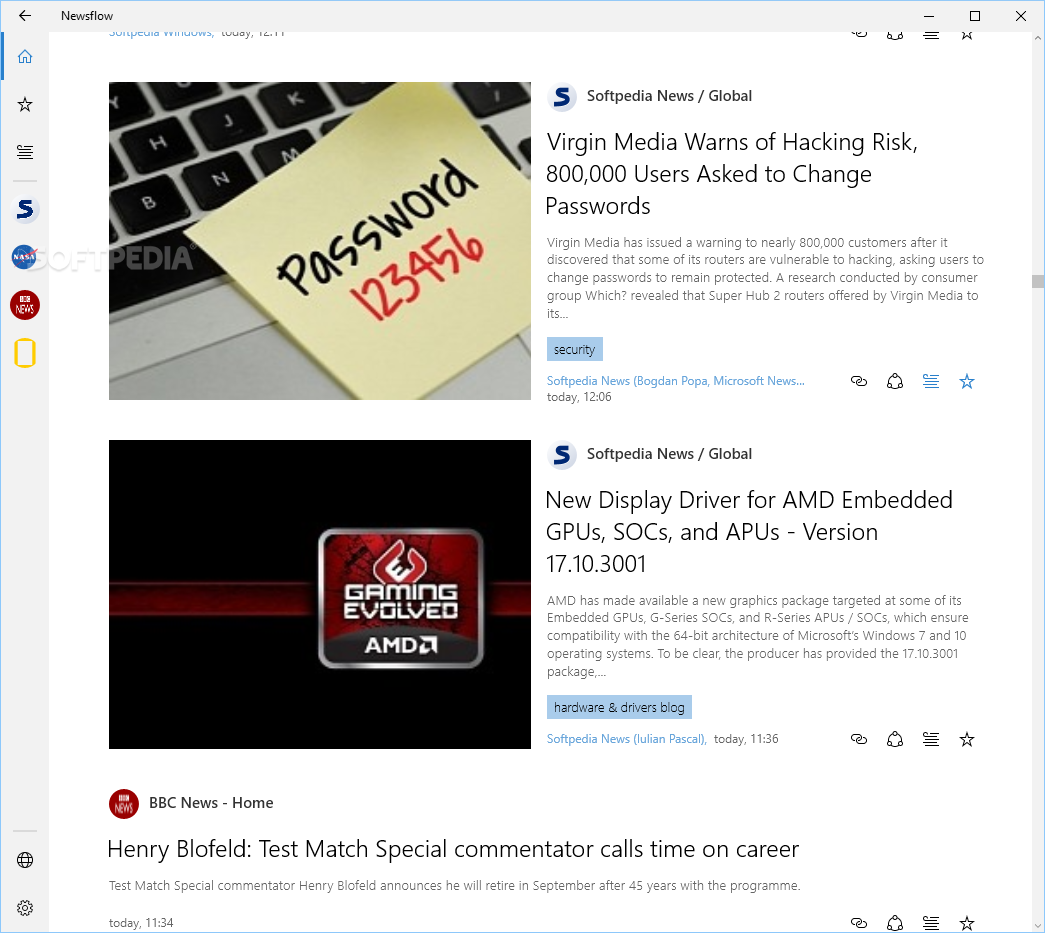 Newsflow
Softpedia Windows, today, 12:11
Softpedia News / Global
Virgin Media Warns of Hacking Risk,
800,000 Users Asked to Change
Passwords
Virgin Media has issued a warning to nearly 800,000 customers after it
discovered that some of its routers are vulnerable to hacking, asking users to
change passwords to remain protected. A research conducted by consumer
group Which? revealed that Super Hub 2 routers offered by Virgin Media to
its...
security
Softpedia News (Bogdan Popa, Microsoft News...
today, 12:06
K
J
H
M
N
B
Password
123456
S
NASA
SOFTPEDIA®
BBC
NEWS
Softpedia News / Global
New Display Driver for AMD Embedded
GPUs, SOCs, and APUs - Version
17.10.3001
AMD has made available a new graphics package targeted at some of its
Embedded GPUs, G-Series SOCs, and R-Series APUs / SOCs, which ensure
compatibility with the 64-bit architecture of Microsoft's Windows 7 and 10
operating systems. To be clear, the producer has provided the 17.10.3001
package,...
hardware & drivers blog
Softpedia News (Iulian Pascal), today, 11:36
GAMING
EVOLVED
AMD
BBC
NEWS
BBC News - Home
Henry Blofeld: Test Match Special commentator calls time on career
Test Match Special commentator Henry Blofeld announces he will retire in September after 45 years with the programme.
today, 11:34